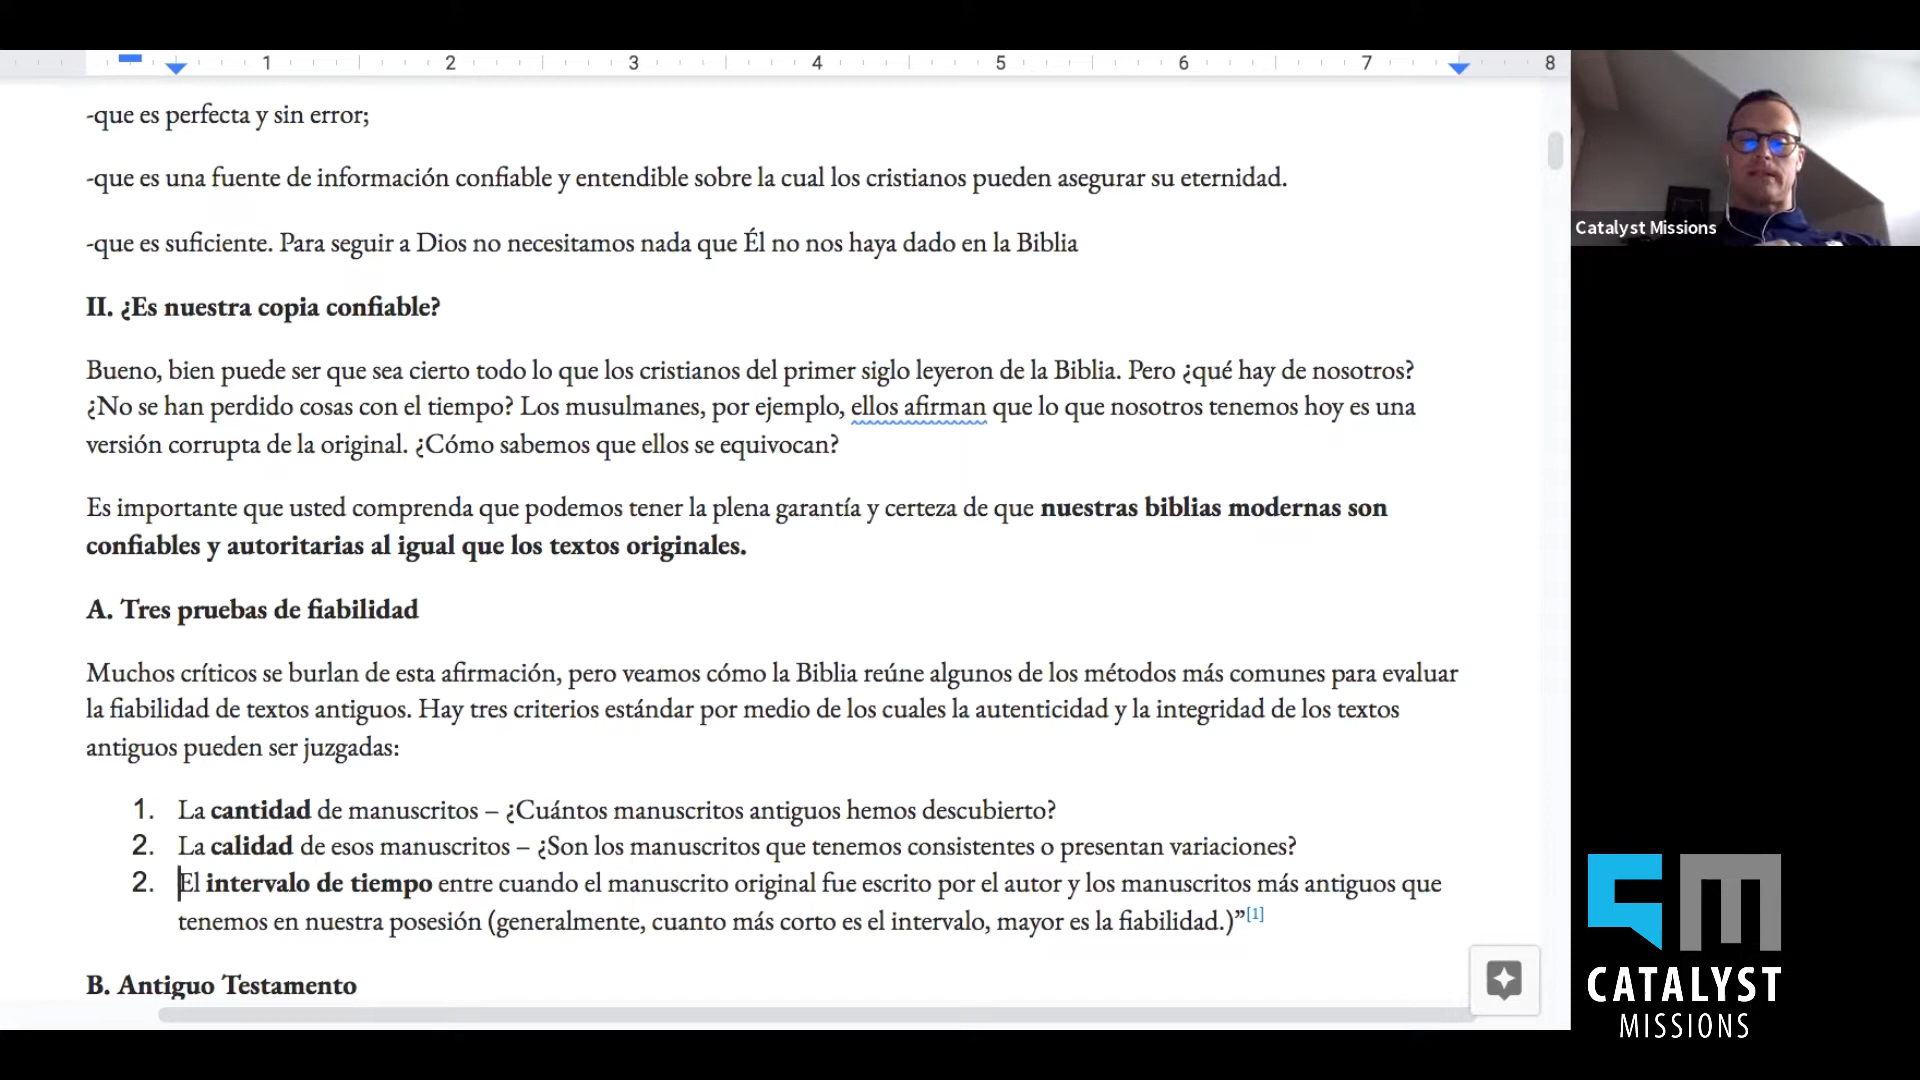 1 2 3 4 5 6 7 8
-que es perfecta y sin error;
-que es una fuente de información confiable y entendible sobre la cual los cristianos pueden asegurar su eternidad.
-que es suficiente. Para seguir a Dios no necesitamos nada que Él no nos haya dado en la Biblia
II. ¿Es nuestra copia confiable?
Bueno, bien puede ser que sea cierto todo lo que los cristianos del primer siglo leyeron de la Biblia. Pero ¿qué hay de nosotros?
¿No se han perdido cosas con el tiempo? Los musulmanes, por ejemplo, ellos afirman que lo que nosotros tenemos hoy es una
versión corrupta de la original. ¿Cómo sabemos que ellos se equivocan?
Es importante que usted comprenda que podemos tener la plena garantía y certeza de que nuestras biblias modernas son
confiables y autoritarias al igual que los textos originales.
A. Tres pruebas de fiabilidad
Muchos críticos se burlan de esta afirmación, pero veamos cómo la Biblia reúne algunos de los métodos más comunes para evaluar
la fiabilidad de textos antiguos. Hay tres criterios estándar por medio de los cuales la autenticidad y la integridad de los textos
antiguos pueden ser juzgadas:
1. La cantidad de manuscritos – ¿Cuántos manuscritos antiguos hemos descubierto?
2. La calidad de esos manuscritos – ¿Son los manuscritos que tenemos consistentes o presentan variaciones?
2. El intervalo de tiempo entre cuando el manuscrito original fue escrito por el autor y los manuscritos más antiguos que
tenemos en nuestra posesión (generalmente, cuanto más corto es el intervalo, mayor es la fiabilidad.)”[1]
B. Antiguo Testamento
Catalyst Missions
CATALYST
MISSIONS